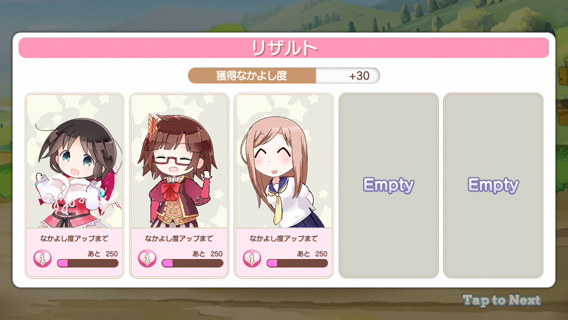 リザルト
獲得なかよし度 +30
なかよし度アップまで
1 あと 250
なかよし度アップまで
1 あと 250
なかよし度アップまで
1 あと 250
Empty
Empty
Tap to Next